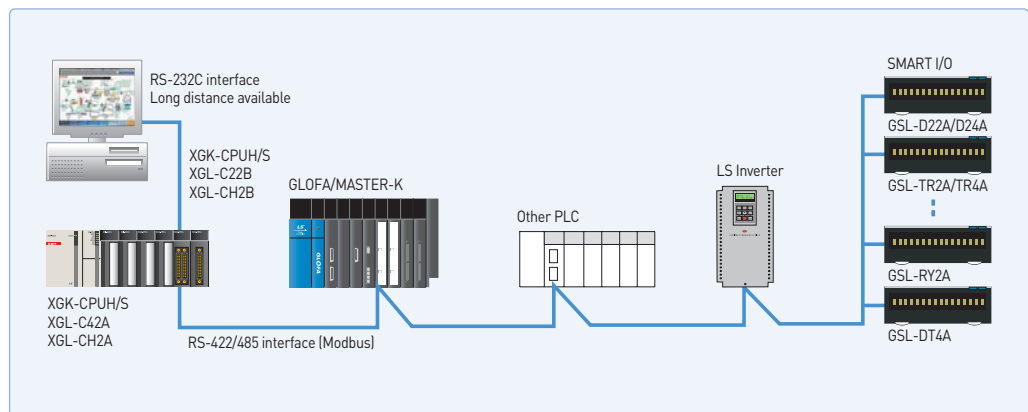 RS-232C interface
Long distance available
XGK-CPUH/S
XGL-C22B
XGL-CH2B
XGK-CPUH/S
XGL-C42A
XGL-CH2A
RS-422/485 interface (Modbus)
GLOFA/MASTER-K
LS
GLOFA
Other PLC
LS Inverter
SMART I/O
GSL-D22A/D24A
GSL-TR2A/TR4A
GSL-RY2A
GSL-DT4A